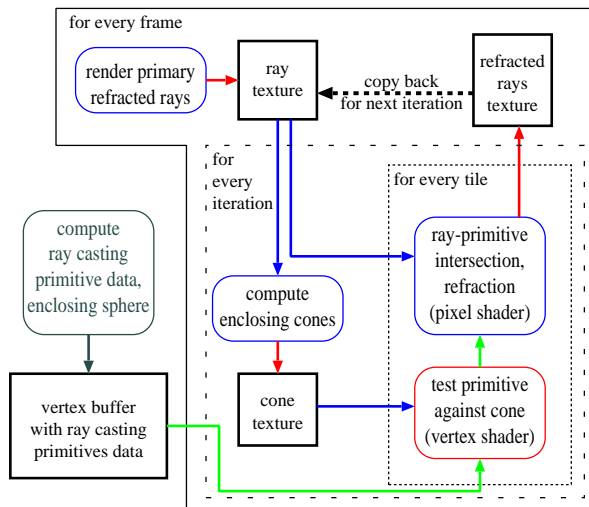 for every frame
render primary
refracted rays
ray
texture
copy back
for next iteration
refracted
rays
texture
for
every
iteration
for every tile
compute
ray casting
primitive data,
enclosing sphere
ray-primitive
intersection,
refraction
(pixel shader)
compute
enclosing cones
vertex buffer
with ray casting
primitives data
cone
texture
test primitive
against cone
(vertex shader)